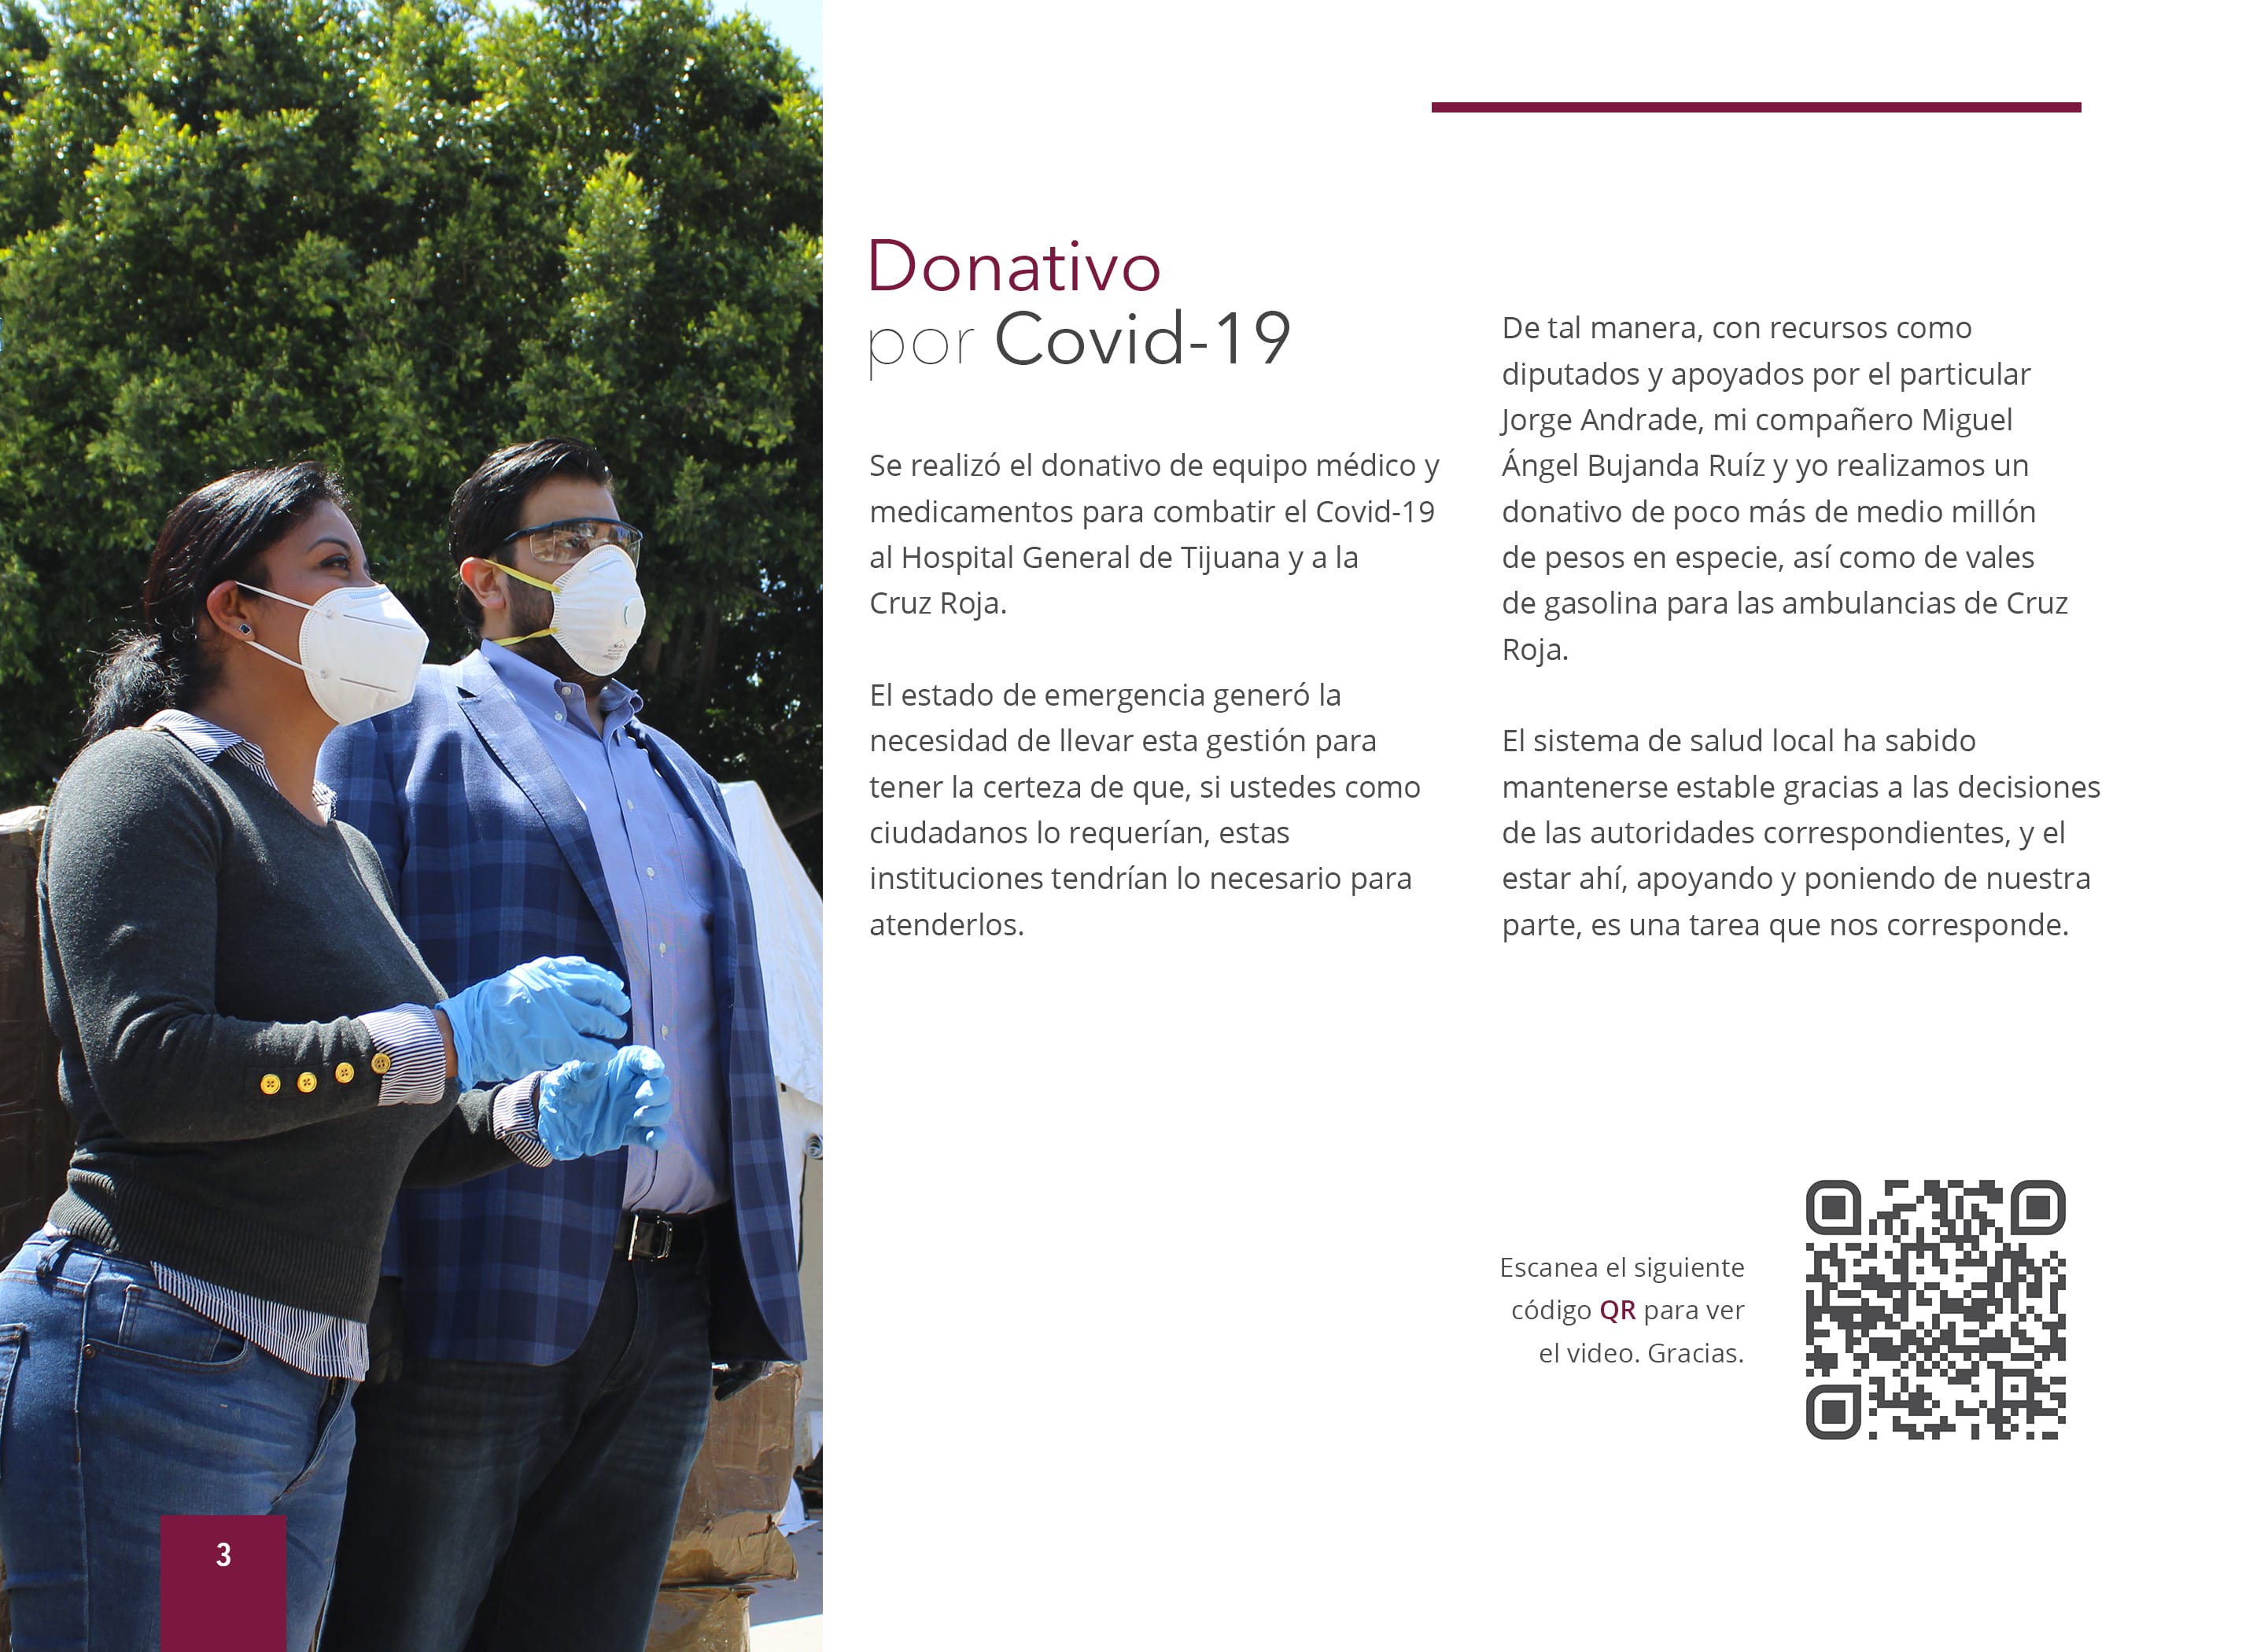 Donativo
por Covid-19
Se realizó el donativo de equipo médico y
medicamentos para combatir el Covid-19
al Hospital General de Tijuana y a la
Cruz Roja.
El estado de emergencia generó la
necesidad de llevar esta gestión para
tener la certeza de que, si ustedes como
ciudadanos lo requerían, estas
instituciones tendrían lo necesario para
atenderlos.
De tal manera, con recursos como
diputados y apoyados por el particular
Jorge Andrade, mi compañero Miguel
Ángel Bujanda Ruíz y yo realizamos un
donativo de poco más de medio millón
de pesos en especie, así como de vales
de gasolina para las ambulancias de Cruz
Roja.
El sistema de salud local ha sabido
mantenerse estable gracias a las decisiones
de las autoridades correspondientes, y el
estar ahí, apoyando y poniendo de nuestra
parte, es una tarea que nos corresponde.
Escanea el siguiente
código QR para ver
el video. Gracias.
3